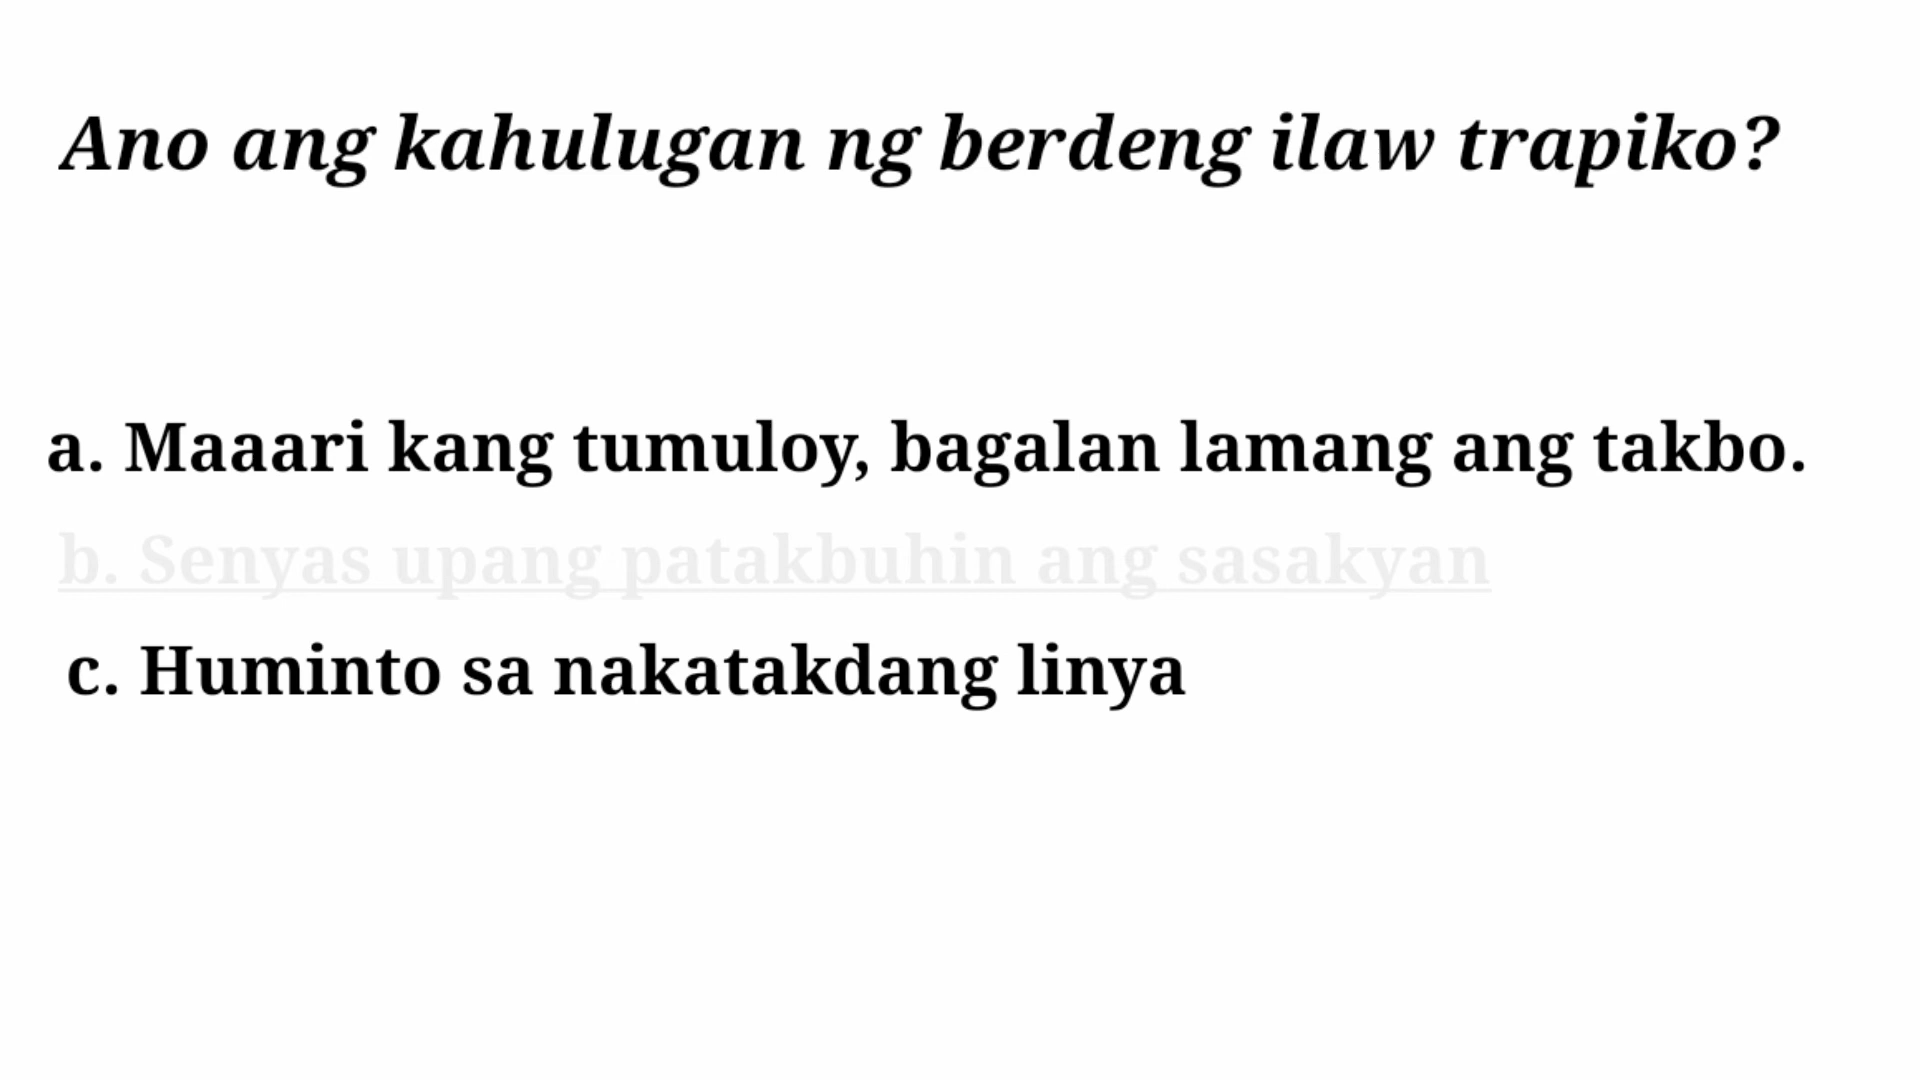 Ano ang kahulugan ng berdeng ilaw trapiko?
a. Maaari kang tumuloy, bagalan lamang ang takbo.
b. Senyas upang patakbuhin ang sasakyan
c. Huminto sa nakatakdang linya